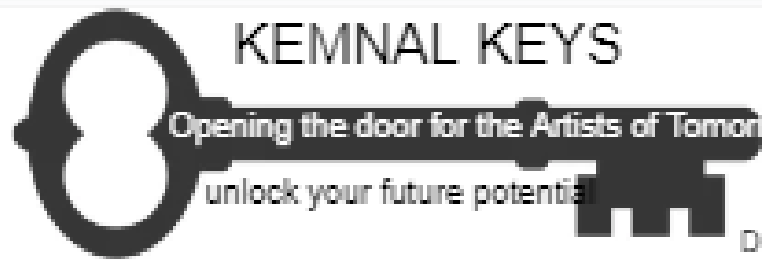 KEMNAL KEYS
Opening the door for the Artists of Tomor
unlock your future potential
D